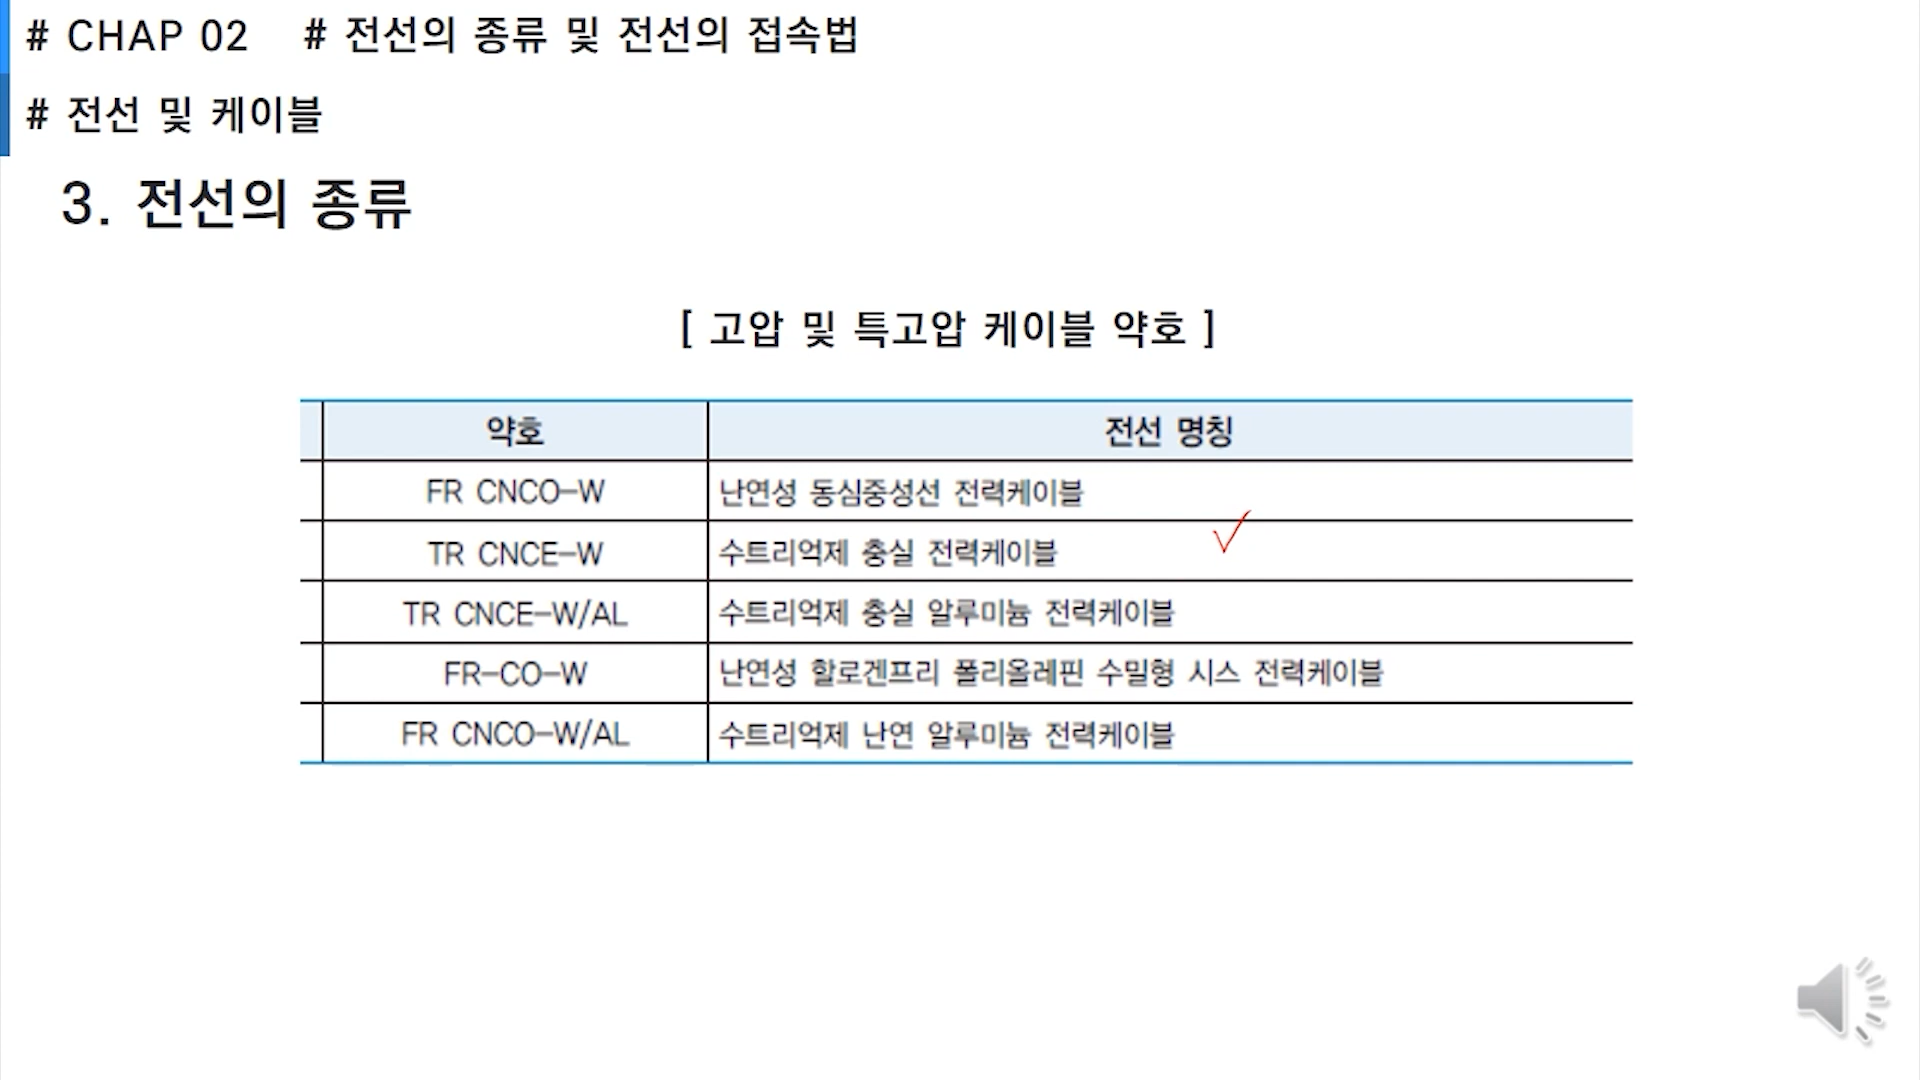 # CHAP 02 # 전선의 종류 및 전선의 접속법
# 전선 및 케이블
3. 전선의 종류
[ 고압 및 특고압 케이블 약호 ]
약호 전선 명칭
FR CNCO-W 난연성 동심중성선 전력케이블
TR CNCE-W 수트리억제 충실 전력케이블
TR CNCE-W/AL 수트리억제 충실 알루미늄 전력케이블
FR-CO-W 난연성 할로겐프리 폴리올레핀 수밀형 시스 전력케이블
FR CNCO-W/AL 수트리억제 난연 알루미늄 전력케이블